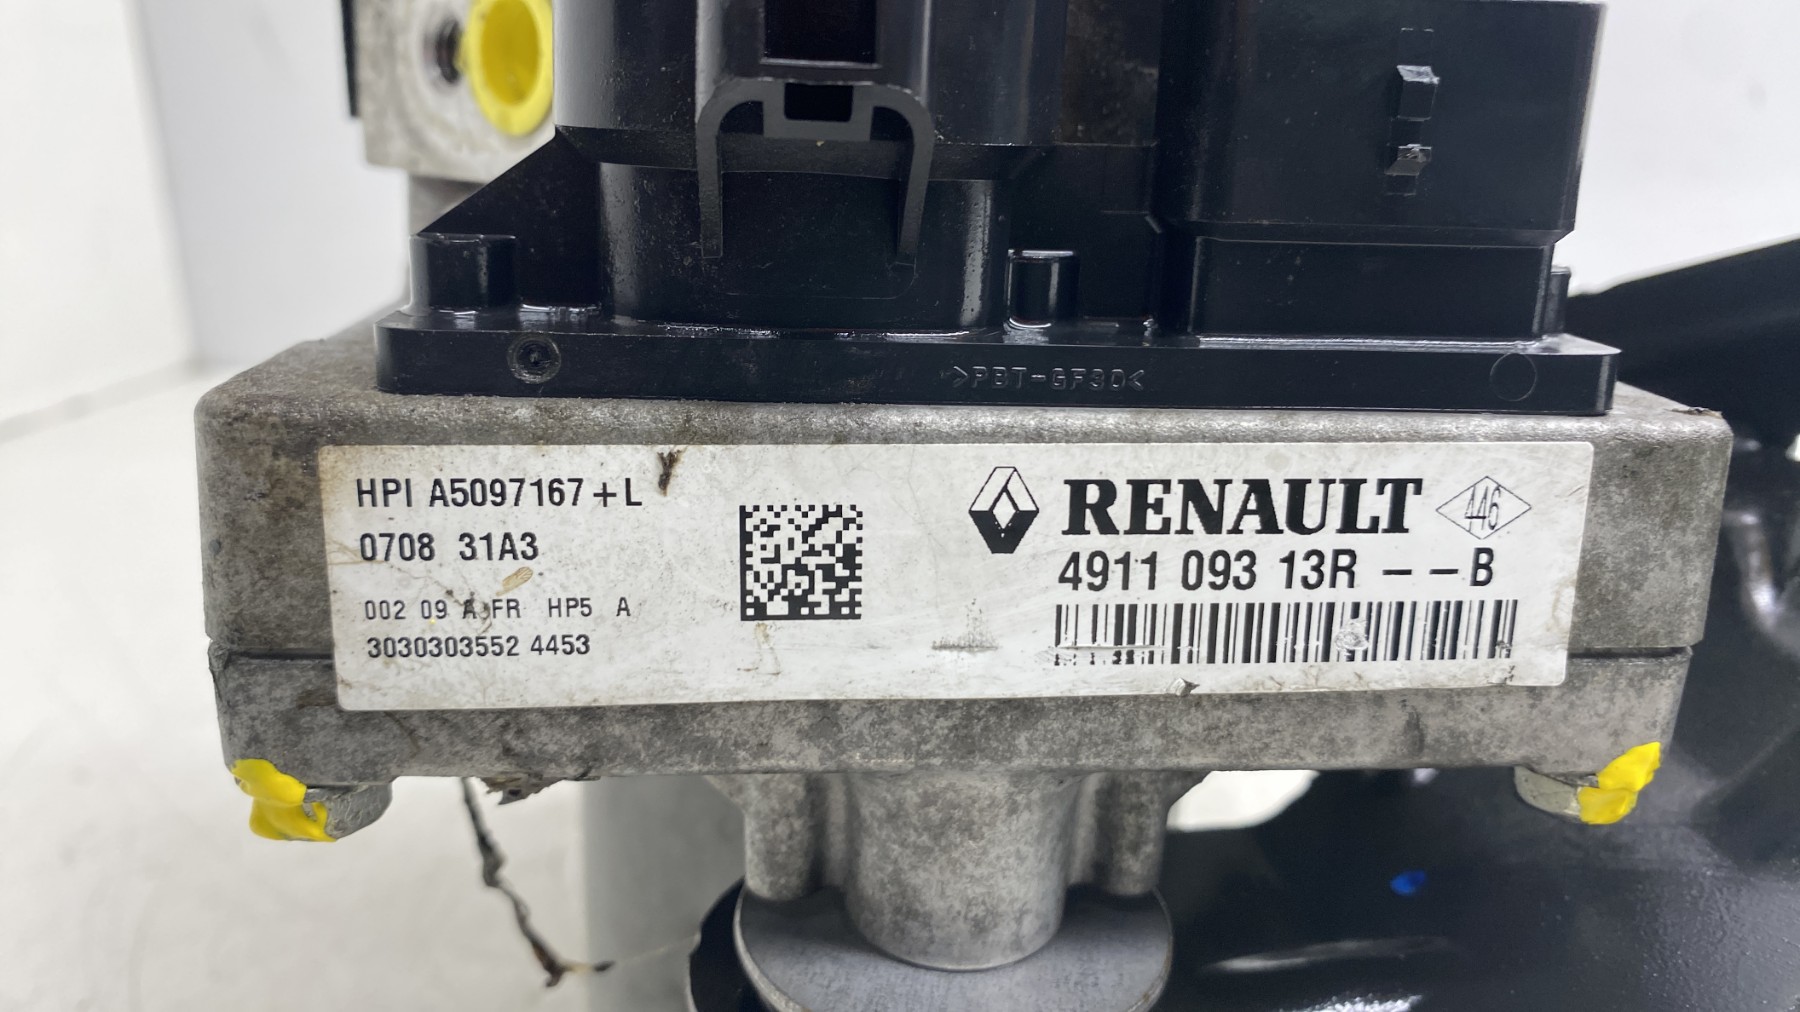 >PBT-GF30<
HPI A5097167+L
0708 31A3
002 09 A FR HP5 A
3030303552 4453
RENAULT
446
4911 093 13R - - B